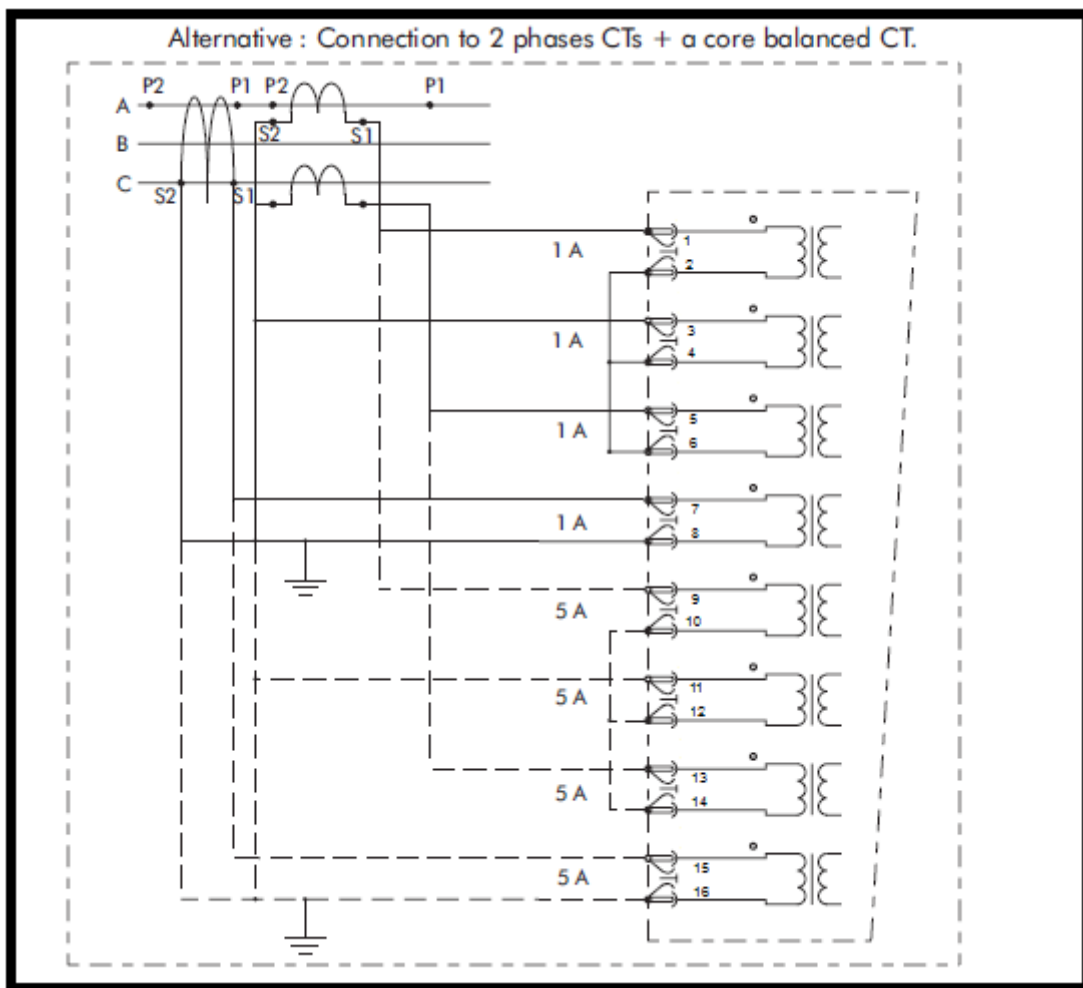 Alternative : Connection to 2 phases CTs + a core balanced CT.
P2 P1 P2 P1
A
S2 S1
B
C
S2 S1
1 A
1
2
1 A
3
4
1 A
5
6
1 A
7
8
5 A
9
10
5 A
11
12
5 A
13
14
5 A
15
16